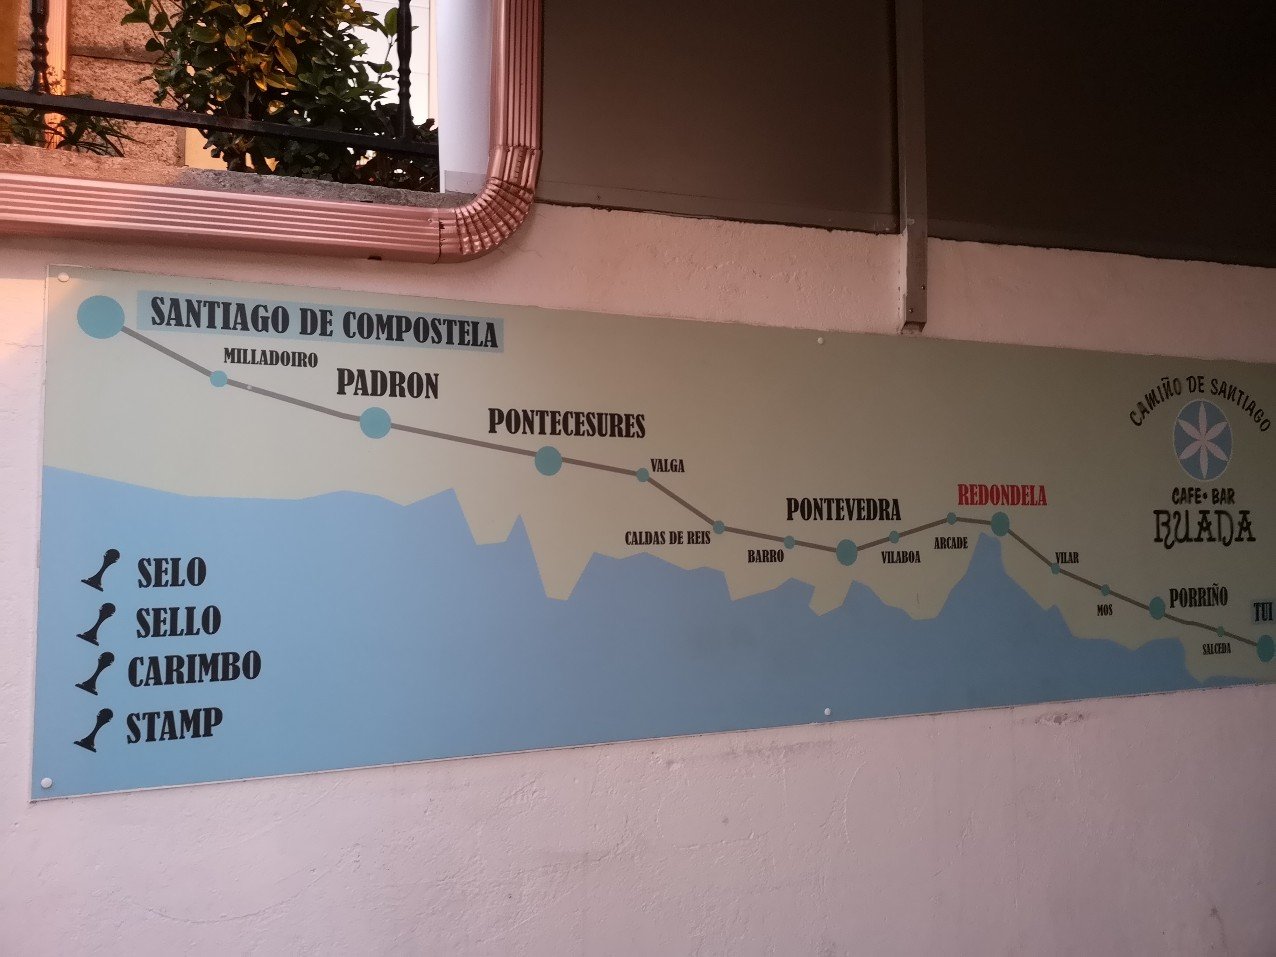 SANTIAGO DE COMPOSTELA
MILLADOIRO
PADRON
PONTECESURES
VALGA
CALDAS DE REIS
BARRO
PONTEVEDRA
VILABOA
ARCADE
REDONDELA
VILAR
MOS
PORRIÑO
SALCEDA
TUI
CAMIÑO DE SANTIAGO
CAFE • BAR
RUADA
SELO
SELLO
CARIMBO
STAMP